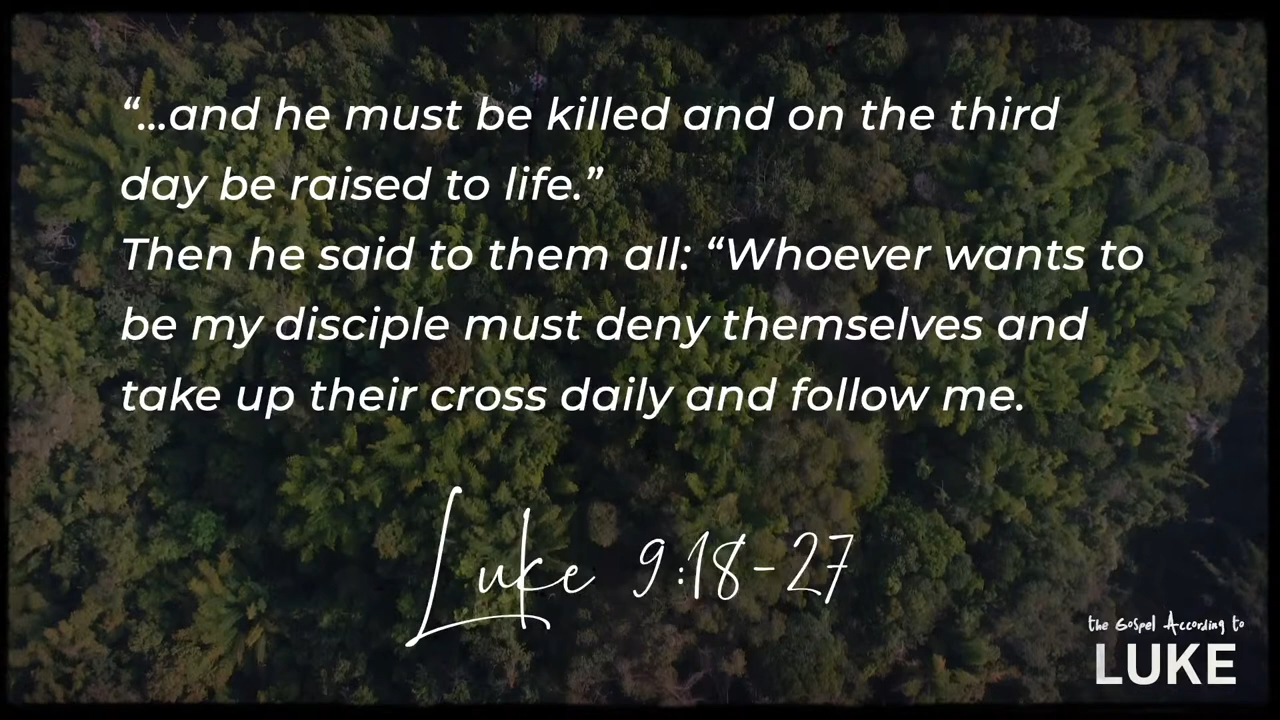 “...and he must be killed and on the third
day be raised to life.”
Then he said to them all: “Whoever wants to
be my disciple must deny themselves and
take up their cross daily and follow me.
Luke 9:18-27
the Gospel According to
LUKE